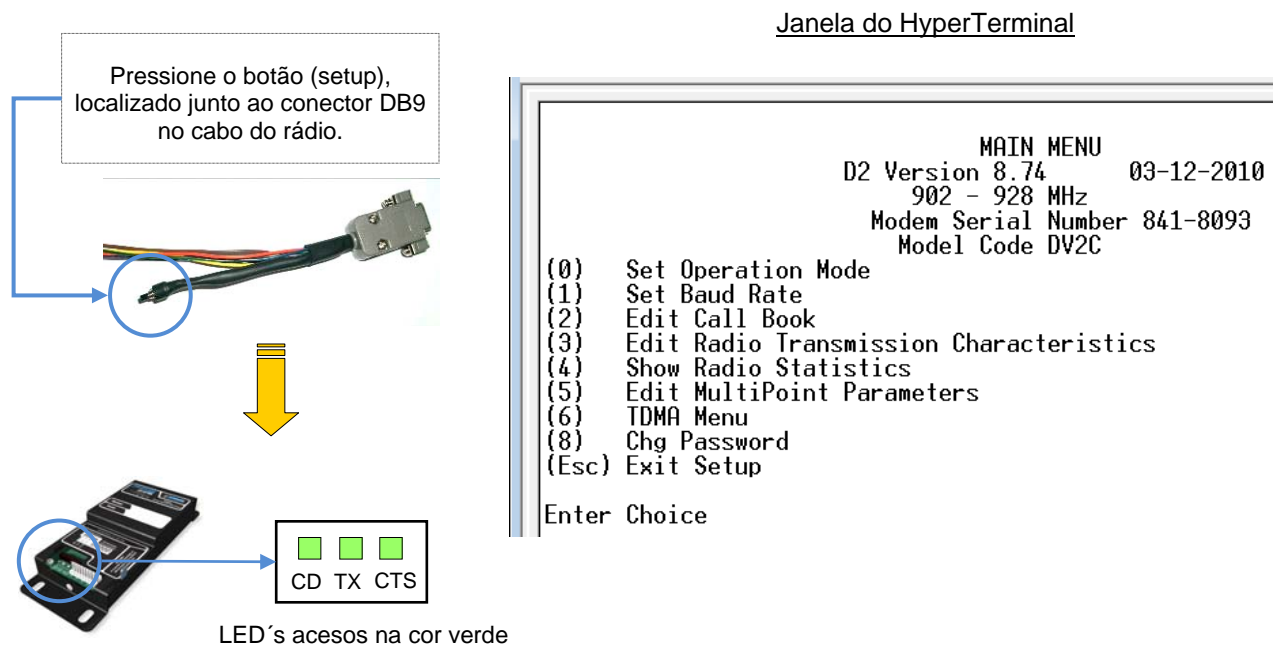 Janela do HyperTerminal
Pressione o botão (setup),
localizado junto ao conector DB9
no cabo do rádio.
MAIN MENU
D2 Version 8.74 03-12-2010
902 - 928 MHz
Modem Serial Number 841-8093
Model Code DV2C
(0) Set Operation Mode
(1) Set Baud Rate
(2) Edit Call Book
(3) Edit Radio Transmission Characteristics
(4) Show Radio Statistics
(5) Edit MultiPoint Parameters
(6) TDMA Menu
(8) Chg Password
(Esc) Exit Setup
Enter Choice
CD TX CTS
LED´s acesos na cor verde